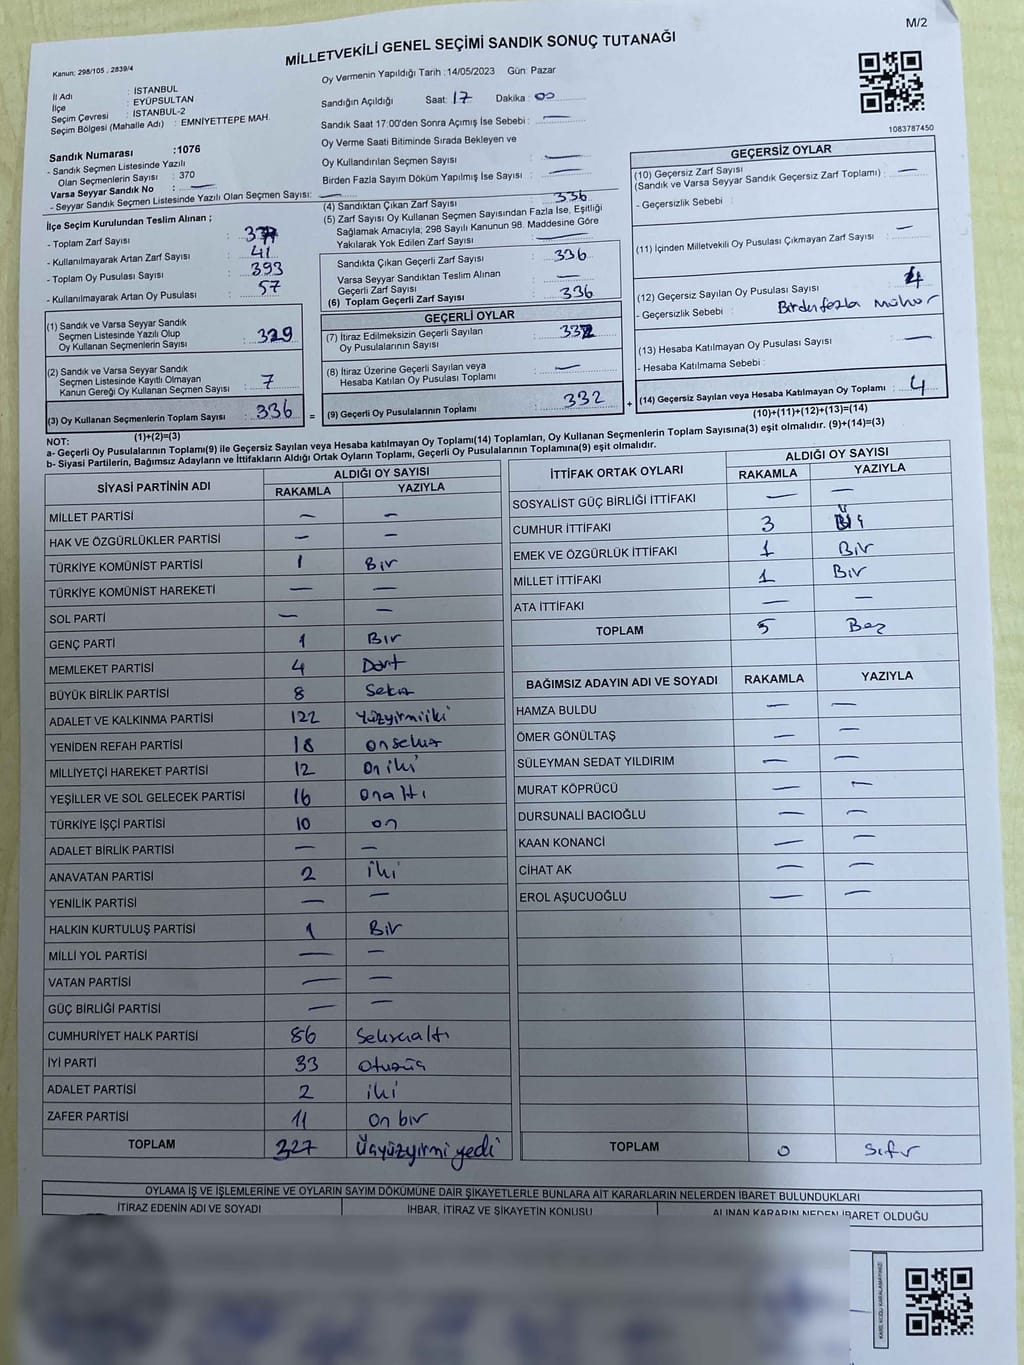 M/2
MİLLETVEKİLİ GENEL SEÇİMİ SANDIK SONUÇ TUTANAĞI
Kanun; 298/105 , 2839/4
İl Adı : İSTANBUL
İlçe : EYÜPSULTAN
Seçim Çevresi : İSTANBUL-2
Seçim Bölgesi (Mahalle Adı) : EMNİYETTEPE MAH.
Oy Vermenin Yapıldığı Tarih :14/05/2023 Gün: Pazar
Sandığın Açıldığı Saat: 17 Dakika : 00
Sandık Saat 17:00'den Sonra Açımış İse Sebebi : —
Oy Verme Saati Bitiminde Sırada Bekleyen ve
Oy Kullandırılan Seçmen Sayısı : —
Birden Fazla Sayım Döküm Yapılmış İse Sayısı : —
1083787450
Sandık Numarası :1076
- Sandık Seçmen Listesinde Yazılı
Olan Seçmenlerin Sayısı : 370
Varsa Seyyar Sandık No : —
- Seyyar Sandık Seçmen Listesinde Yazılı Olan Seçmen Sayısı: —
İlçe Seçim Kurulundan Teslim Alınan ;
- Toplam Zarf Sayısı :
- Kullanılmayarak Artan Zarf Sayısı : 41
- Toplam Oy Pusulası Sayısı : 393
- Kullanılmayarak Artan Oy Pusulası : 57
(4) Sandıktan Çıkan Zarf Sayısı : 336
(5) Zarf Sayısı Oy Kullanan Seçmen Sayısından Fazla İse, Eşitliği
Sağlamak Amacıyla; 298 Sayılı Kanunun 98. Maddesine Göre
Yakılarak Yok Edilen Zarf Sayısı : —
Sandıkta Çıkan Geçerli Zarf Sayısı : 336
Varsa Seyyar Sandıktan Teslim Alınan
Geçerli Zarf Sayısı : —
(6) Toplam Geçerli Zarf Sayısı : 336
GEÇERSİZ OYLAR
(10) Geçersiz Zarf Sayısı : —
(Sandık ve Varsa Seyyar Sandık Geçersiz Zarf Toplamı)
- Geçersizlik Sebebi :
(11) İçinden Milletvekili Oy Pusulası Çıkmayan Zarf Sayısı : —
(12) Geçersiz Sayılan Oy Pusulası Sayısı : 4
- Geçersizlik Sebebi : Birden fazla mühür
(13) Hesaba Katılmayan Oy Pusulası Sayısı : —
- Hesaba Katılmama Sebebi :
(14) Geçersiz Sayılan veya Hesaba Katılmayan Oy Toplamı : 4
(10)+(11)+(12)+(13)=(14)
(1) Sandık ve Varsa Seyyar Sandık
Seçmen Listesinde Yazılı Olup
Oy Kullanan Seçmenlerin Sayısı : 329
(2) Sandık ve Varsa Seyyar Sandık
Seçmen Listesinde Kayıtlı Olmayan
Kanun Gereği Oy Kullanan Seçmen Sayısı : 7
(3) Oy Kullanan Seçmenlerin Toplam Sayısı : 336 =
(1)+(2)=(3)
GEÇERLİ OYLAR
(7) İtiraz Edilmeksizin Geçerli Sayılan
Oy Pusulalarının Sayısı : 332
(8) İtiraz Üzerine Geçerli Sayılan veya
Hesaba Katılan Oy Pusulası Toplamı : —
(9) Geçerli Oy Pusulalarının Toplamı : 332 +
NOT:
a- Geçerli Oy Pusulalarının Toplamı(9) ile Geçersiz Sayılan veya Hesaba katılmayan Oy Toplamı(14) Toplamları, Oy Kullanan Seçmenlerin Toplam Sayısına(3) eşit olmalıdır. (9)+(14)=(3)
b- Siyasi Partilerin, Bağımsız Adayların ve İttifakların Aldığı Ortak Oyların Toplamı, Geçerli Oy Pusulalarının Toplamına(9) eşit olmalıdır.
SİYASİ PARTİNİN ADI ALDIĞI OY SAYISI
RAKAMLA YAZIYLA
MİLLET PARTİSİ — —
HAK VE ÖZGÜRLÜKLER PARTİSİ — —
TÜRKİYE KOMÜNİST PARTİSİ 1 Bir
TÜRKİYE KOMÜNİST HAREKETİ — —
SOL PARTİ — —
GENÇ PARTİ 1 Bir
MEMLEKET PARTİSİ 4 Dört
BÜYÜK BİRLİK PARTİSİ 8 Sekiz
ADALET VE KALKINMA PARTİSİ 122 Yüzyirmiiki
YENİDEN REFAH PARTİSİ 18 onsekiz
MİLLİYETÇİ HAREKET PARTİSİ 12 On iki
YEŞİLLER VE SOL GELECEK PARTİSİ 16 Onaltı
TÜRKİYE İŞÇİ PARTİSİ 10 on
ADALET BİRLİK PARTİSİ — —
ANAVATAN PARTİSİ 2 iki
YENİLİK PARTİSİ — —
HALKIN KURTULUŞ PARTİSİ 1 Bir
MİLLİ YOL PARTİSİ — —
VATAN PARTİSİ — —
GÜÇ BİRLİĞİ PARTİSİ — —
CUMHURİYET HALK PARTİSİ 86 Seksenaltı
İYİ PARTİ 33 Otuzüç
ADALET PARTİSİ 2 iki
ZAFER PARTİSİ 11 On bir
TOPLAM 327 Üçyüzyirmi yedi
İTTİFAK ORTAK OYLARI ALDIĞI OY SAYISI
RAKAMLA YAZIYLA
SOSYALİST GÜÇ BİRLİĞİ İTTİFAKI — —
CUMHUR İTTİFAKI 3 Üç
EMEK VE ÖZGÜRLÜK İTTİFAKI 1 Bir
MİLLET İTTİFAKI 1 Bir
ATA İTTİFAKI — —
TOPLAM 5 Beş
BAĞIMSIZ ADAYIN ADI VE SOYADI RAKAMLA YAZIYLA
HAMZA BULDU — —
ÖMER GÖNÜLTAŞ — —
SÜLEYMAN SEDAT YILDIRIM — —
MURAT KÖPRÜCÜ — —
DURSUNALİ BACIOĞLU — —
KAAN KONANCİ — —
CİHAT AK — —
EROL AŞUCUOĞLU — —
TOPLAM 0 Sıfır
OYLAMA İŞ VE İŞLEMLERİNE VE OYLARIN SAYIM DÖKÜMÜNE DAİR ŞİKAYETLERLE BUNLARA AİT KARARLARIN NELERDEN İBARET BULUNDUKLARI
İTİRAZ EDENİN ADI VE SOYADI İHBAR, İTİRAZ VE ŞİKAYETİN KONUSU ALINAN KARARIN NEDEN İBARET OLDUĞU
KARE KODU KARALAMAYINIZ!